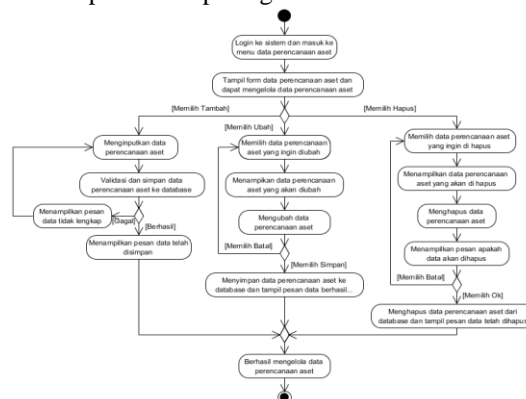 Login ke sistem dan masuk ke
menu data perencanaan aset
Tampil form data perencanaan aset dan
dapat mengelola data perencanaan aset
[Memilih Tambah]
[Memilih Ubah]
[Memilih Hapus]
Menginputkan data
perencanaan aset
Validasi dan simpan data
perencanaan aset ke database
Menampilkan pesan
data tidak lengkap
[Gagal]
[Berhasil]
Menampilkan pesan data telah
disimpan
Memilih data perencanaan
aset yang ingin diubah
Menampilkan data perencanaan
aset yang akan diubah
Mengubah data
perencanaan aset
[Memilih Batal]
[Memilih Simpan]
Menyimpan data perencanaan aset ke
database dan tampil pesan data berhasil...
Memilih data perencanaan aset
yang ingin di hapus
Menampilkan data perencanaan
aset yang akan di hapus
Menghapus data
perencanaan aset
Menampilkan pesan apakah
data akan dihapus
[Memilih Batal]
[Memilih Ok]
Menghapus data perencanaan aset dari
database dan tampil pesan data telah dihapus
Berhasil mengelola data
perencanaan aset